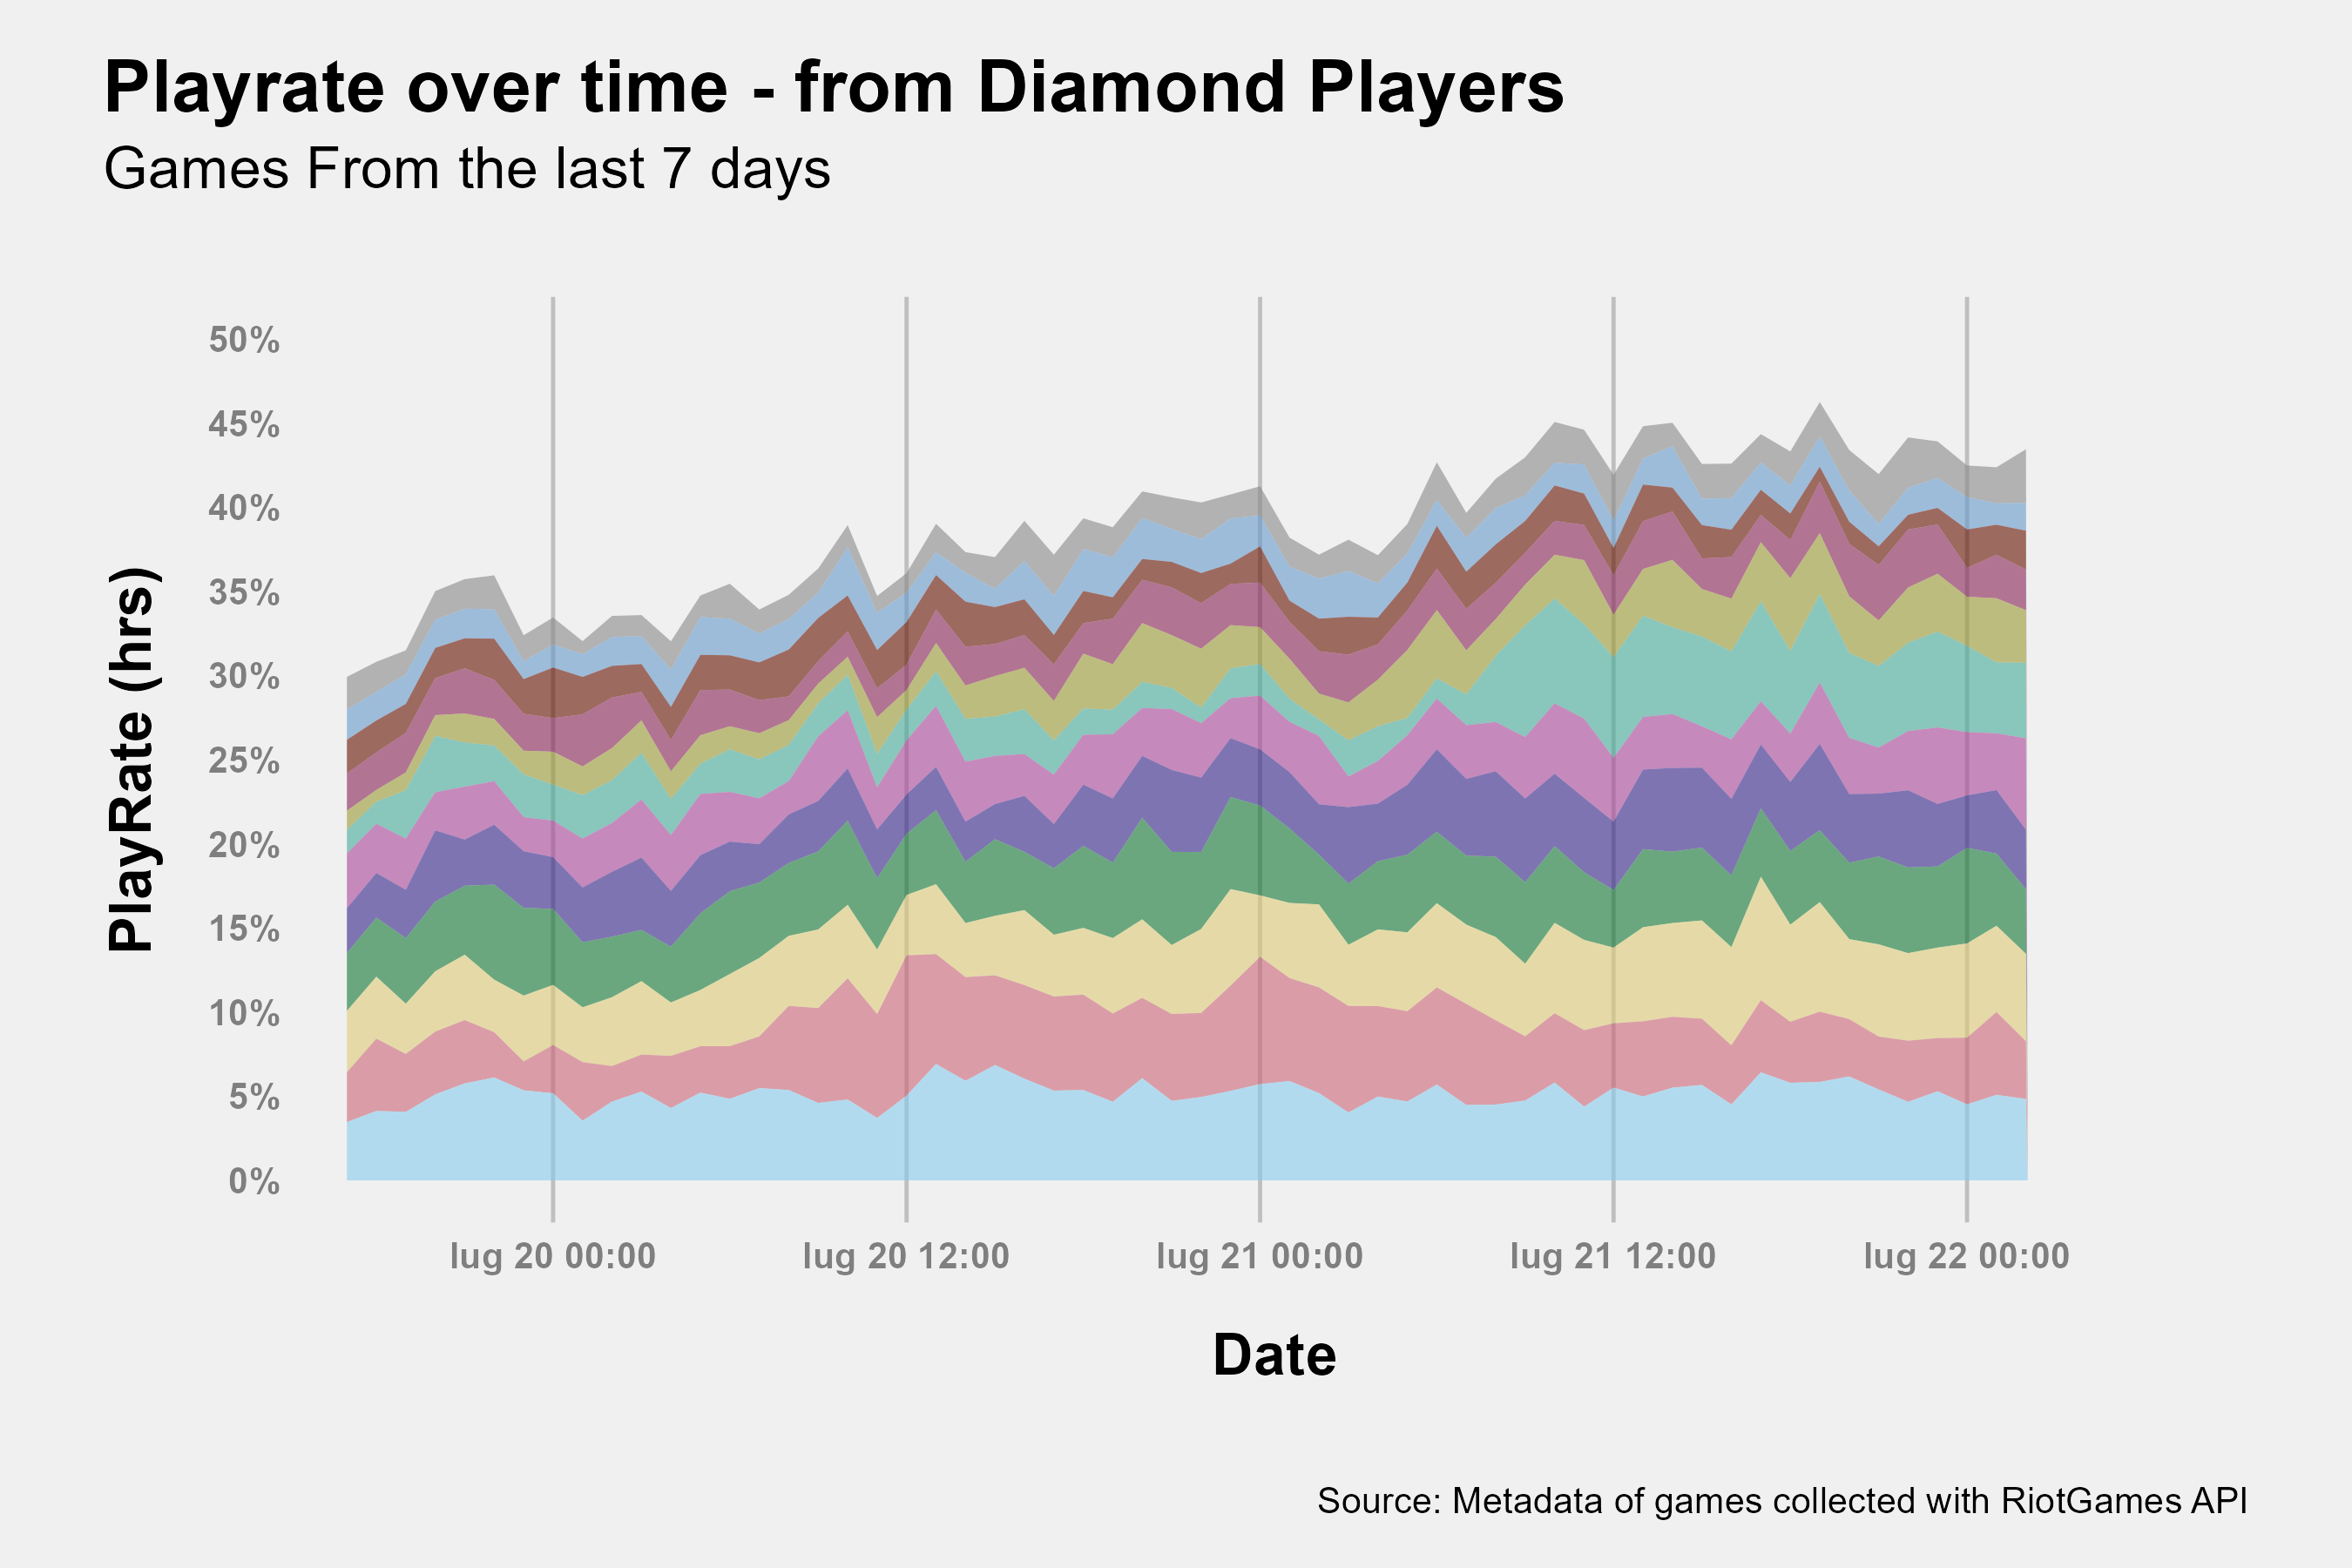 Playrate over time - from Diamond Players
Games From the last 7 days
PlayRate (hrs)
50%
45%
40%
35%
30%
25%
20%
15%
10%
5%
0%
lug 20 00:00
lug 20 12:00
lug 21 00:00
lug 21 12:00
lug 22 00:00
Date
Source: Metadata of games collected with RiotGames API